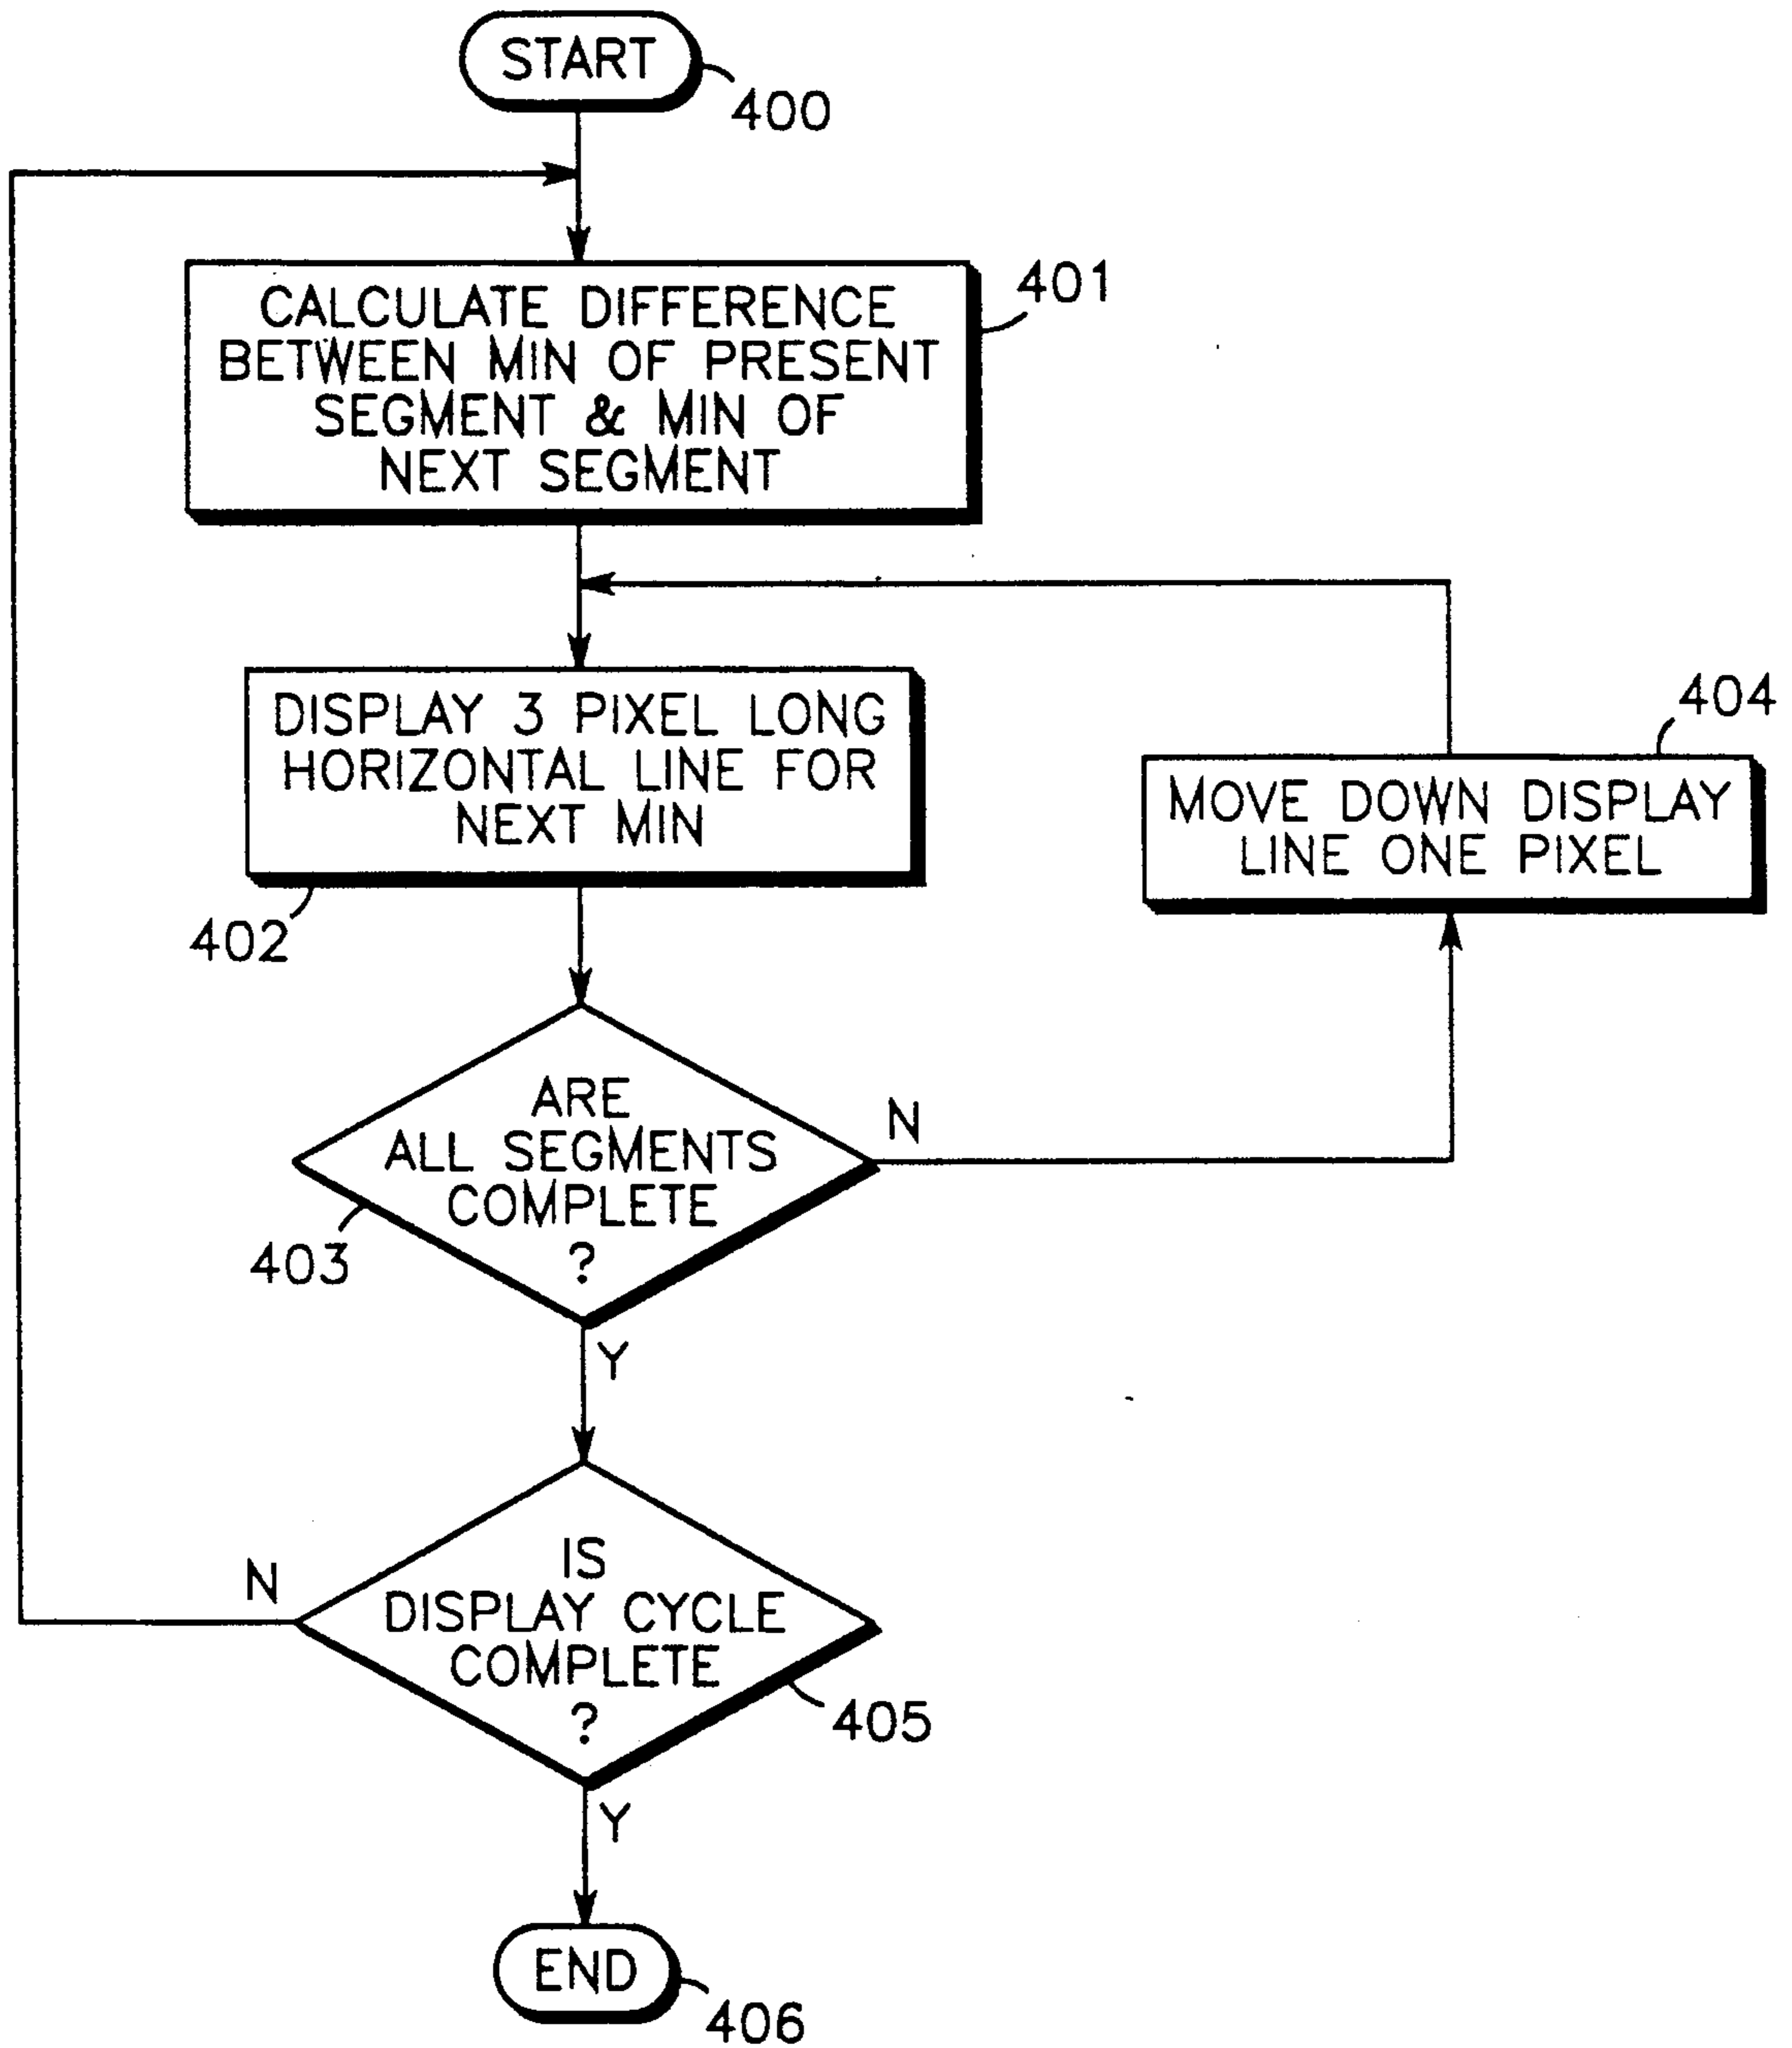 START
400
CALCULATE DIFFERENCE
BETWEEN MIN OF PRESENT
SEGMENT & MIN OF
NEXT SEGMENT
401
DISPLAY 3 PIXEL LONG
HORIZONTAL LINE FOR
NEXT MIN
402
404
MOVE DOWN DISPLAY
LINE ONE PIXEL
ARE
ALL SEGMENTS
COMPLETE
?
403
N
Y
IS
DISPLAY CYCLE
COMPLETE
?
405
N
Y
END
406